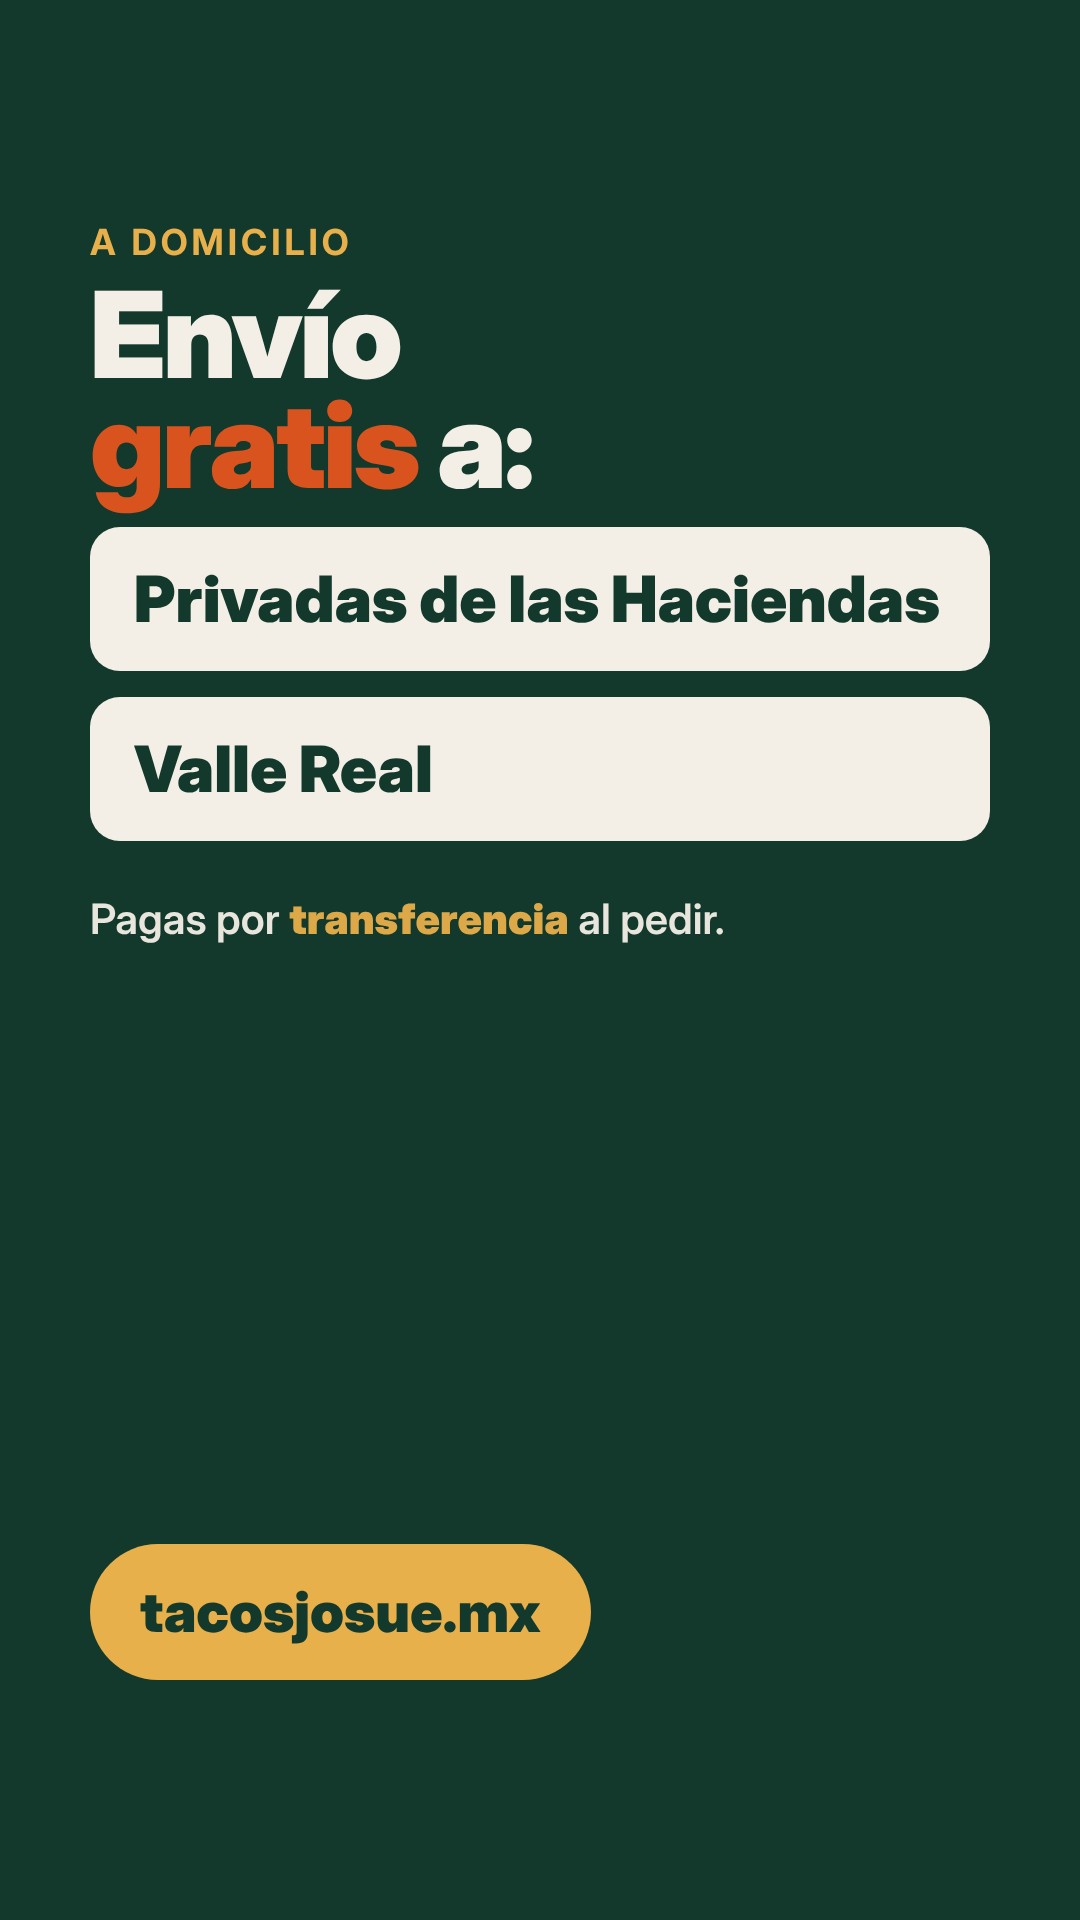 A DOMICILIO
Envío
gratis a:
Privadas de las Haciendas
Valle Real
Pagas por transferencia al pedir.
tacosjosue.mx